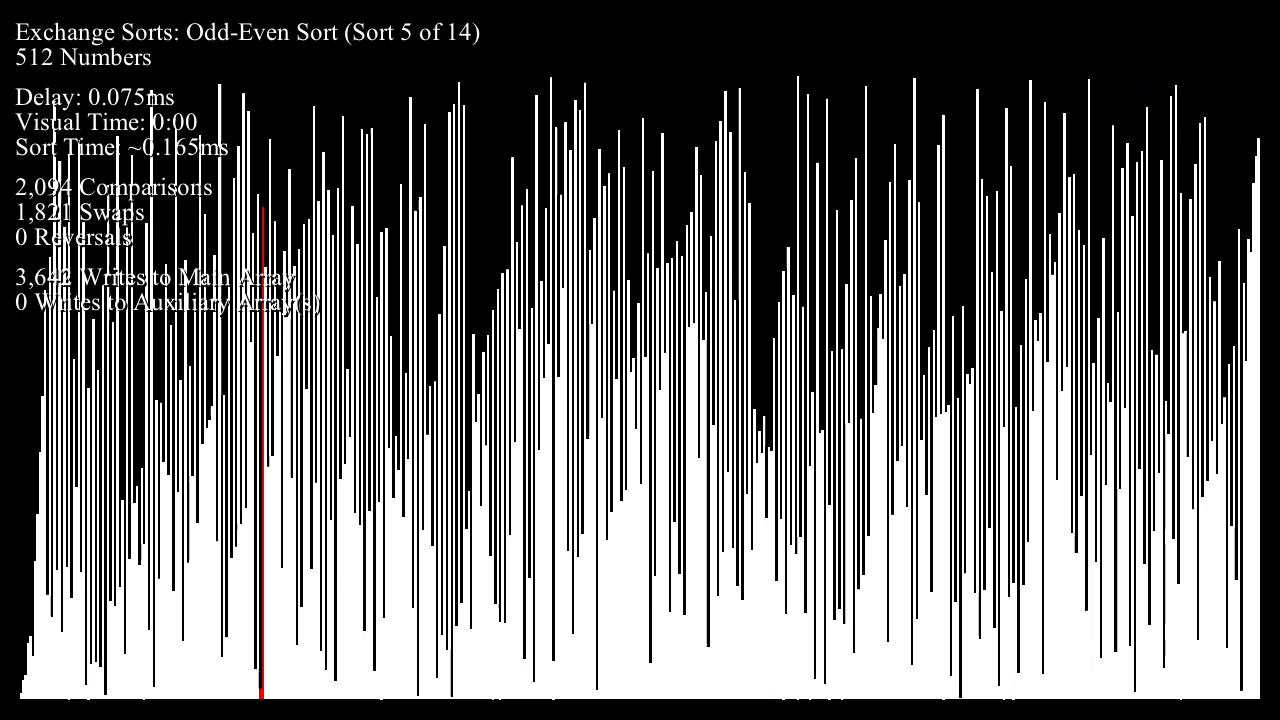 Exchange Sorts: Odd-Even Sort (Sort 5 of 14)
512 Numbers
Delay: 0.075ms
Visual Time: 0:00
Sort Time: ~0.165ms
2,094 Comparisons
1,821 Swaps
0 Reversals
3,642 Writes to Main Array
0 Writes to Auxiliary Array(s)